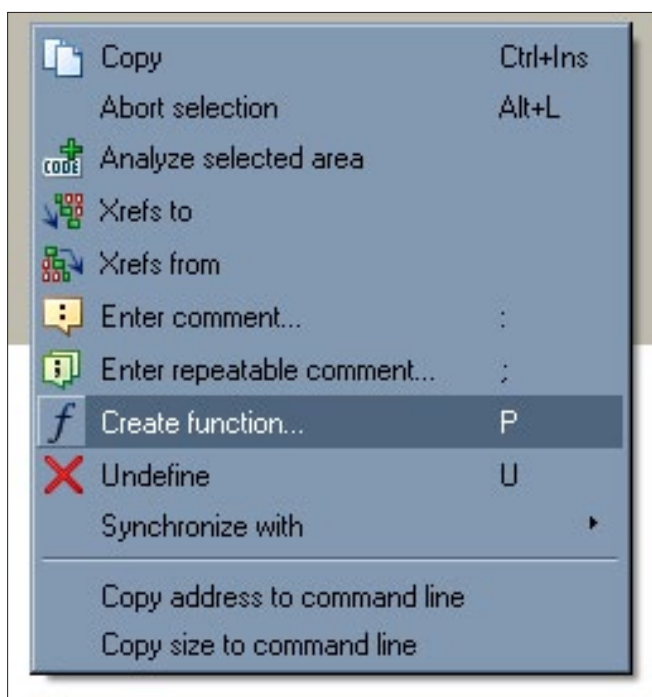 Copy Ctrl+Ins
Abort selection Alt+L
CODE Analyze selected area
Xrefs to
Xrefs from
Enter comment... :
Enter repeatable comment... ;
f Create function... P
Undefine U
Synchronize with
Copy address to command line
Copy size to command line